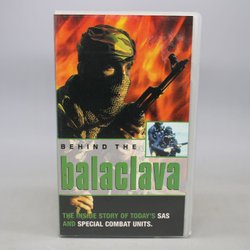 BEHIND THE
balaclava
THE INSIDE STORY OF TODAY'S SAS
AND SPECIAL COMBAT UNITS.